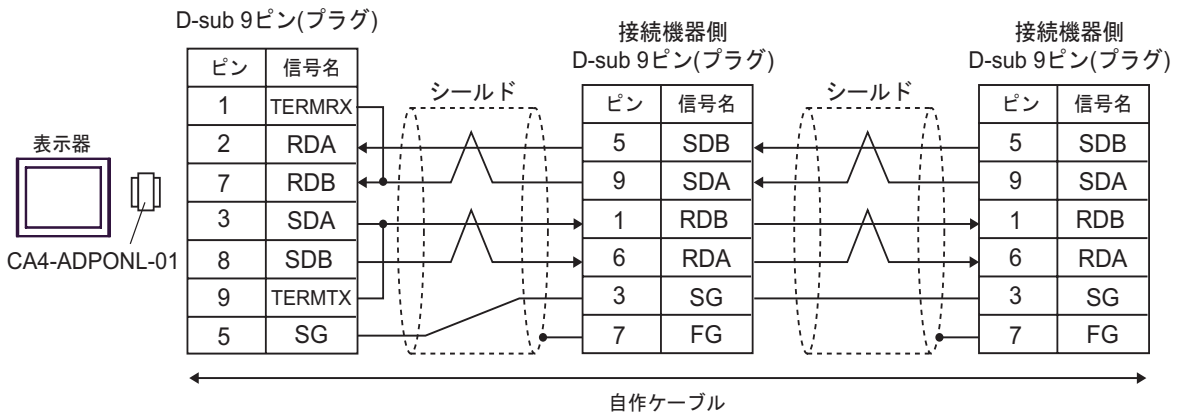 D-sub 9ピン(プラグ)
接続機器側
D-sub 9ピン(プラグ)
接続機器側
D-sub 9ピン(プラグ)
表示器
CA4-ADPONL-01
シールド
シールド
ピン 信号名
1 TERMRX
2 RDA
7 RDB
3 SDA
8 SDB
9 TERMTX
5 SG
ピン 信号名
5 SDB
9 SDA
1 RDB
6 RDA
3 SG
7 FG
ピン 信号名
5 SDB
9 SDA
1 RDB
6 RDA
3 SG
7 FG
自作ケーブル